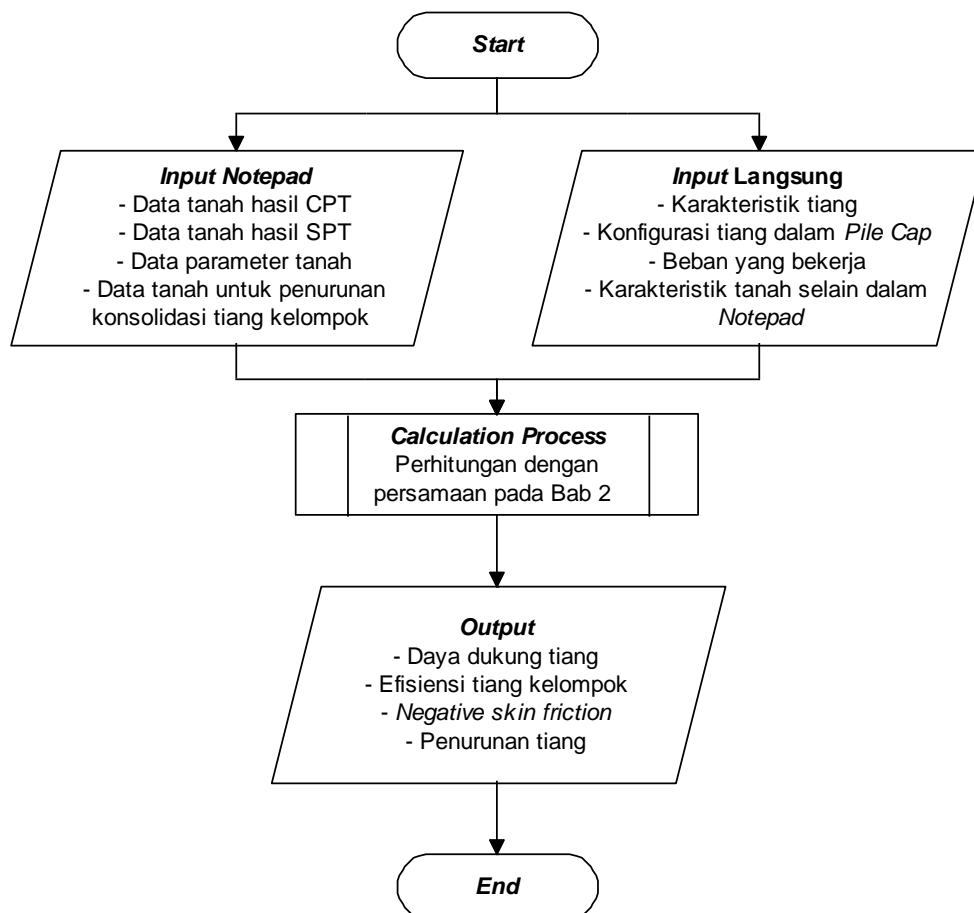 Start
Input Notepad
- Data tanah hasil CPT
- Data tanah hasil SPT
- Data parameter tanah
- Data tanah untuk penurunan
konsolidasi tiang kelompok
Input Langsung
- Karakteristik tiang
- Konfigurasi tiang dalam Pile Cap
- Beban yang bekerja
- Karakteristik tanah selain dalam
Notepad
Calculation Process
Perhitungan dengan
persamaan pada Bab 2
Output
- Daya dukung tiang
- Efisiensi tiang kelompok
- Negative skin friction
- Penurunan tiang
End